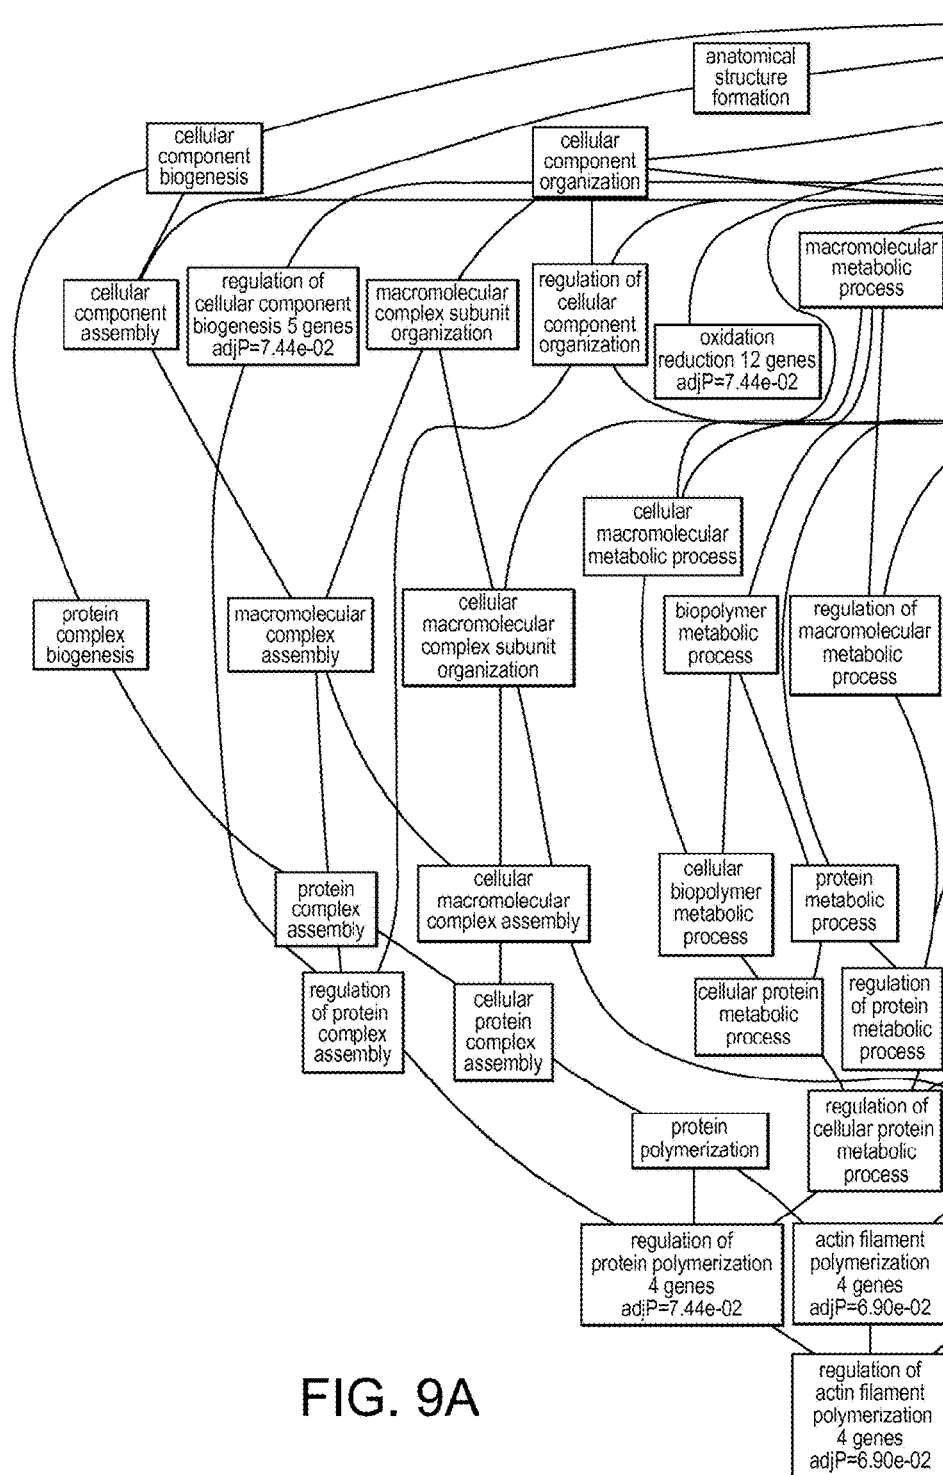 anatomical
structure
formation
cellular
component
biogenesis
cellular
component
organization
macromolecular
metabolic
process
cellular
component
assembly
regulation of
cellular component
biogenesis 5 genes
adjP=7.44e-02
macromolecular
complex subunit
organization
regulation of
cellular
component
organization
oxidation
reduction 12 genes
adjP=7.44e-02
cellular
macromolecular
metabolic process
protein
complex
biogenesis
macromolecular
complex
assembly
cellular
macromolecular
complex subunit
organization
biopolymer
metabolic
process
regulation of
macromolecular
metabolic
process
protein
complex
assembly
cellular
macromolecular
complex assembly
cellular
biopolymer
metabolic
process
protein
metabolic
process
regulation
of protein
complex
assembly
cellular
protein
complex
assembly
cellular protein
metabolic
process
regulation
of protein
metabolic
process
protein
polymerization
regulation of
cellular protein
metabolic
process
regulation of
protein polymerization
4 genes
adjP=7.44e-02
actin filament
polymerization
4 genes
adjP=6.90e-02
regulation of
actin filament
polymerization
4 genes
adjP=6.90e-02
FIG. 9A